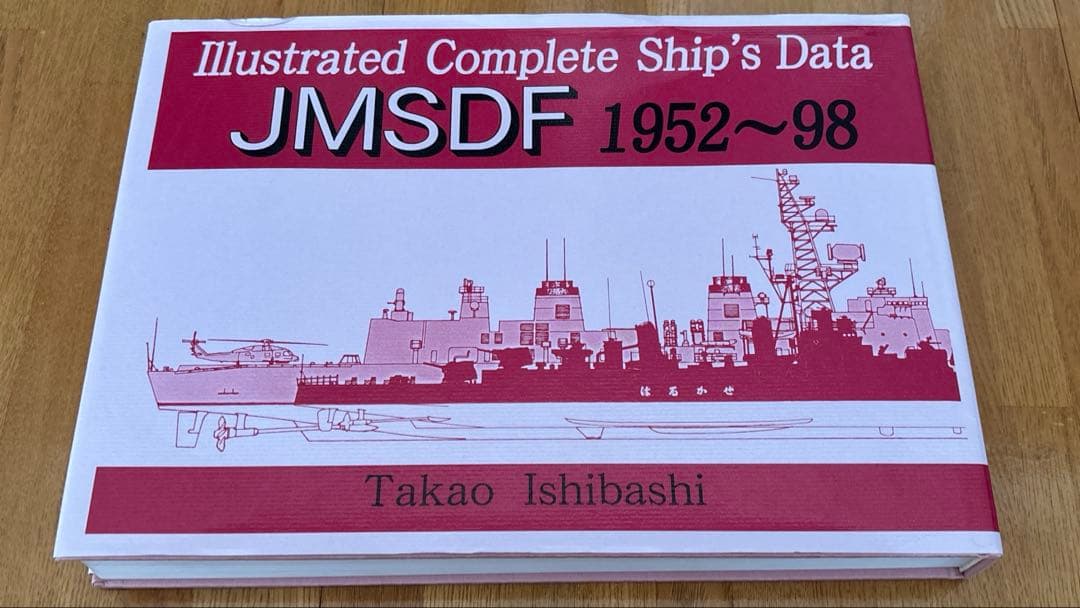 Illustrated Complete Ship's Data
JMSDF 1952～98
はるかぜ
Takao Ishibashi